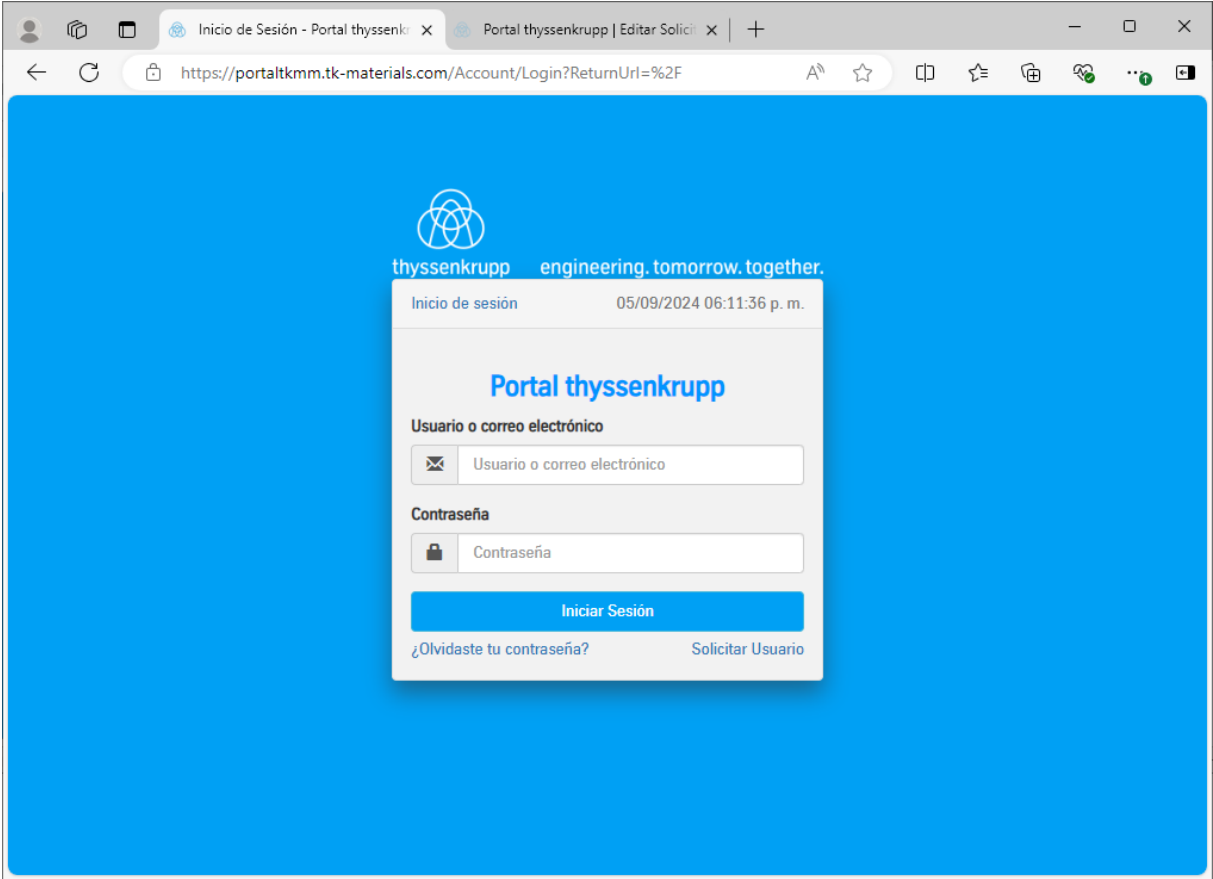 Inicio de Sesión - Portal thyssenkr
Portal thyssenkrupp | Editar Solicit
https://portaltkmm.tk-materials.com/Account/Login?ReturnUrl=%2F
thyssenkrupp engineering. tomorrow. together.
Inicio de sesión 05/09/2024 06:11:36 p. m.
Portal thyssenkrupp
Usuario o correo electrónico
Usuario o correo electrónico
Contraseña
Contraseña
Iniciar Sesión
¿Olvidaste tu contraseña? Solicitar Usuario